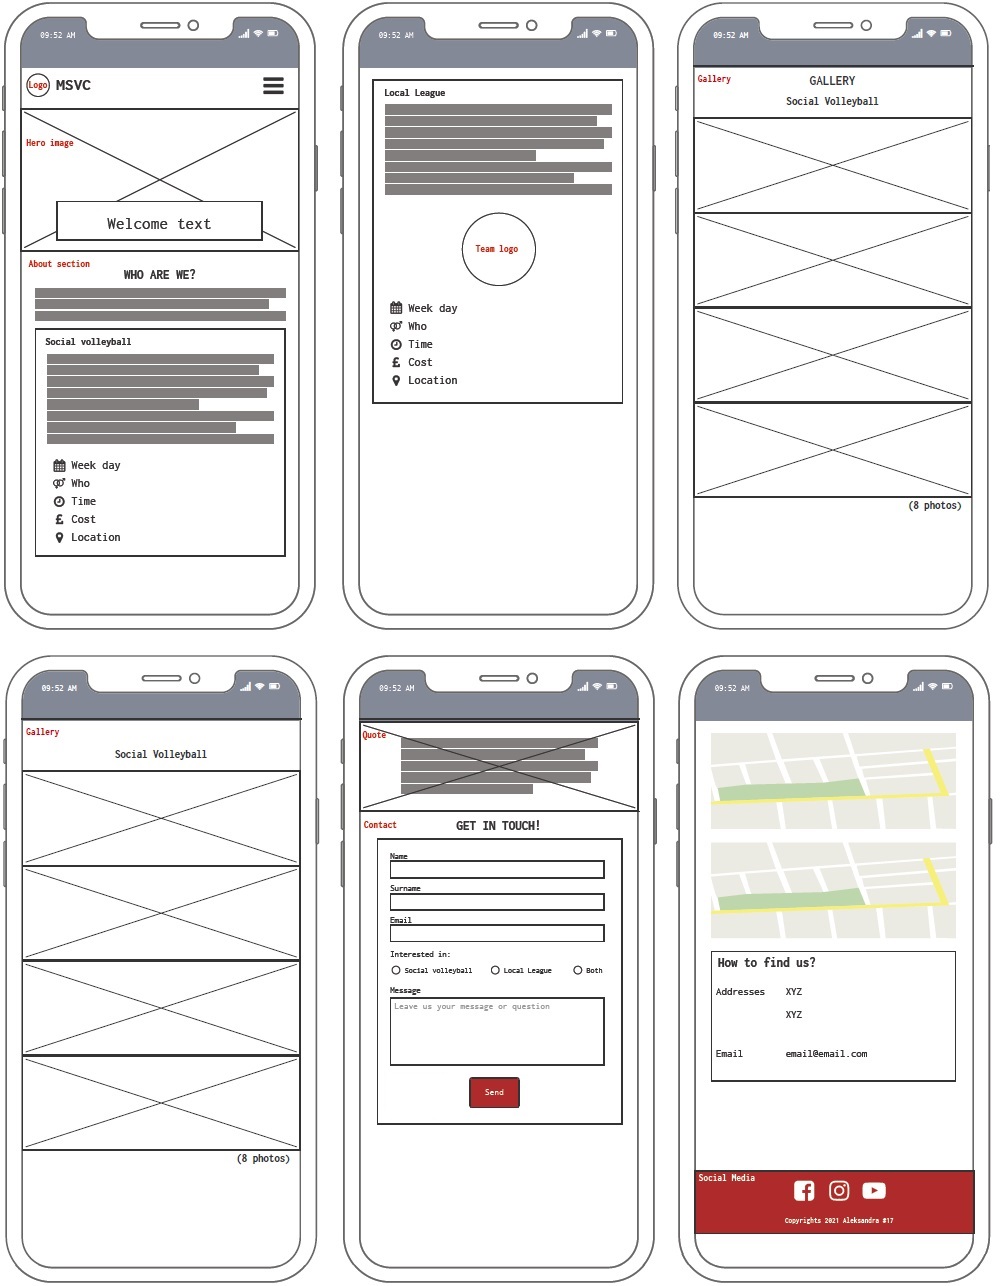 09:52 AM
Logo MSVC
Hero image
Welcome text
About section
WHO ARE WE?
Social volleyball
Week day
Who
Time
Cost
Location
09:52 AM
Local League
Team logo
Week day
Who
Time
Cost
Location
09:52 AM
Gallery
GALLERY
Social Volleyball
(8 photos)
09:52 AM
Gallery
Social Volleyball
(8 photos)
09:52 AM
Quote
Contact
GET IN TOUCH!
Name
Surname
Email
Interested in:
Social volleyball Local League Both
Message
Leave us your message or question
Send
09:52 AM
How to find us?
Addresses XYZ
XYZ
Email email@email.com
Social Media
Copyrights 2021 Aleksandra #17